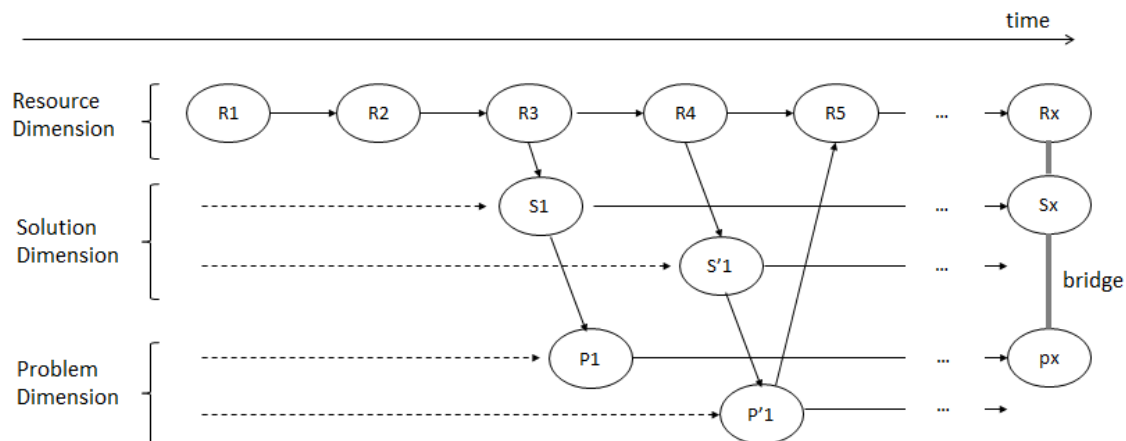 time
Resource
Dimension
R1 R2 R3 R4 R5 ... Rx
Solution
Dimension
S1 ... Sx
S’1 ...
bridge
Problem
Dimension
P1 ... px
P’1 ...